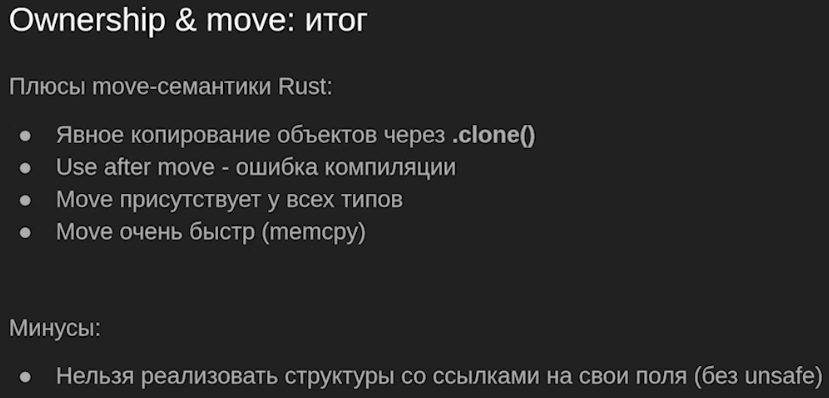 Ownership & move: итог
Плюсы move-семантики Rust:
● Явное копирование объектов через .clone()
● Use after move - ошибка компиляции
● Move присутствует у всех типов
● Move очень быстр (memcpy)
Минусы:
● Нельзя реализовать структуры со ссылками на свои поля (без unsafe)